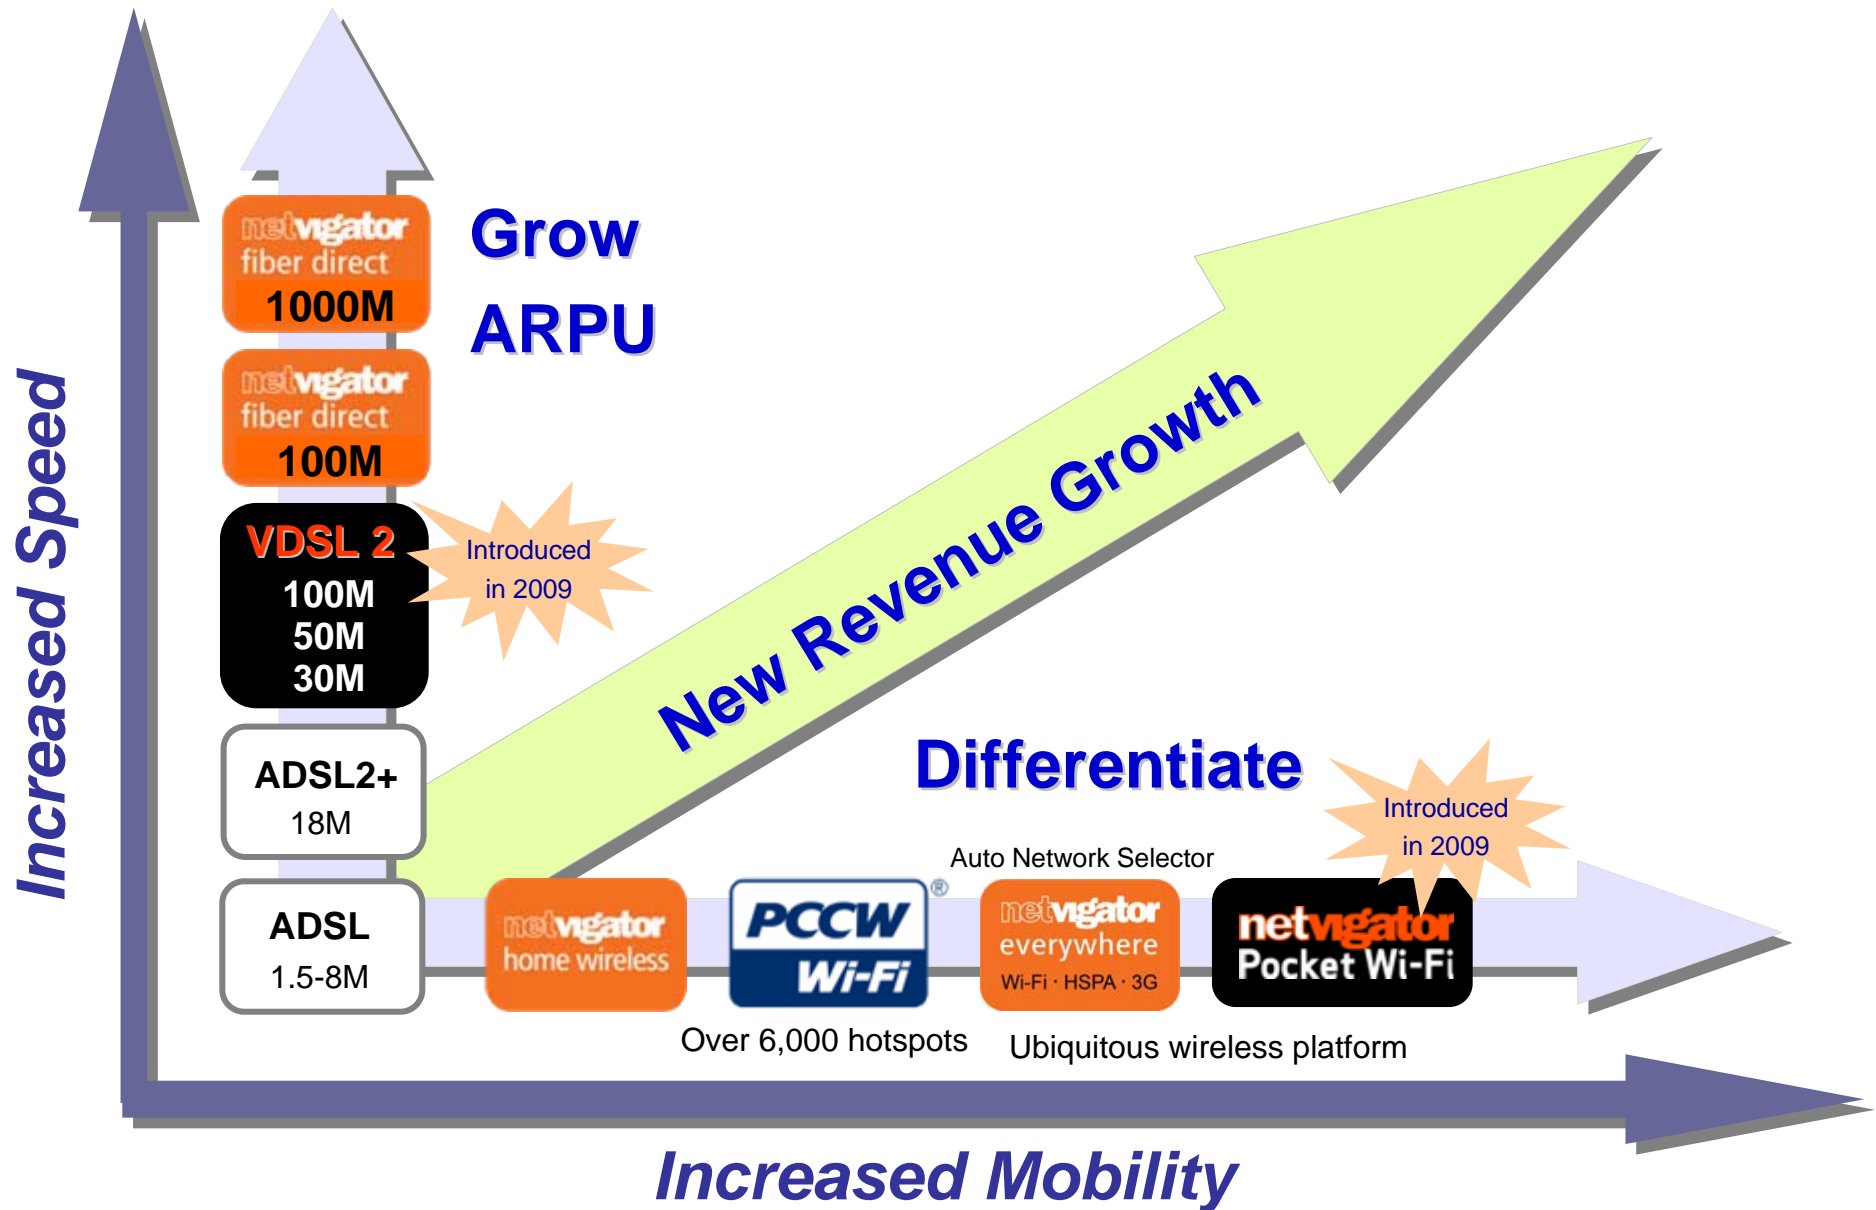 Increased Speed
netvigator
fiber direct
1000M
netvigator
fiber direct
100M
VDSL 2
100M
50M
30M
Introduced
in 2009
ADSL2+
18M
ADSL
1.5-8M
Grow
ARPU
New Revenue Growth
Differentiate
Introduced
in 2009
netvigator
home wireless
PCCW
Wi-Fi
®
Over 6,000 hotspots
Auto Network Selector
netvigator
everywhere
Wi-Fi · HSPA · 3G
netvigator
Pocket Wi-Fi
Ubiquitous wireless platform
Increased Mobility